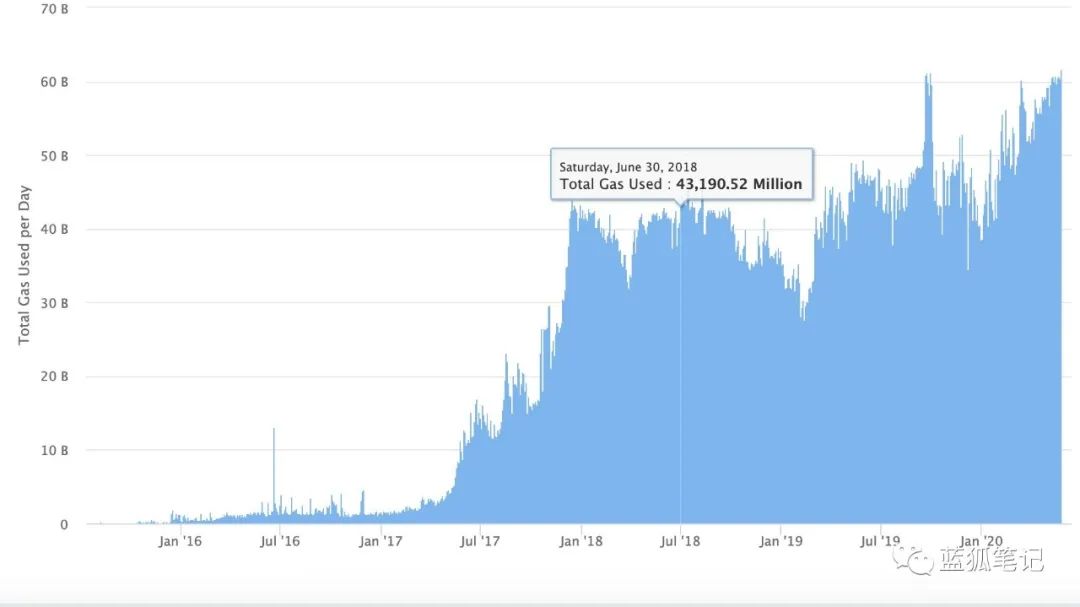 70 B
60 B
50 B
40 B
30 B
20 B
10 B
0
Total Gas Used per Day
Saturday, June 30, 2018
Total Gas Used : 43,190.52 Million
Jan '16 Jul '16 Jan '17 Jul '17 Jan '18 Jul '18 Jan '19 Jul '19 Jan '20
蓝狐笔记